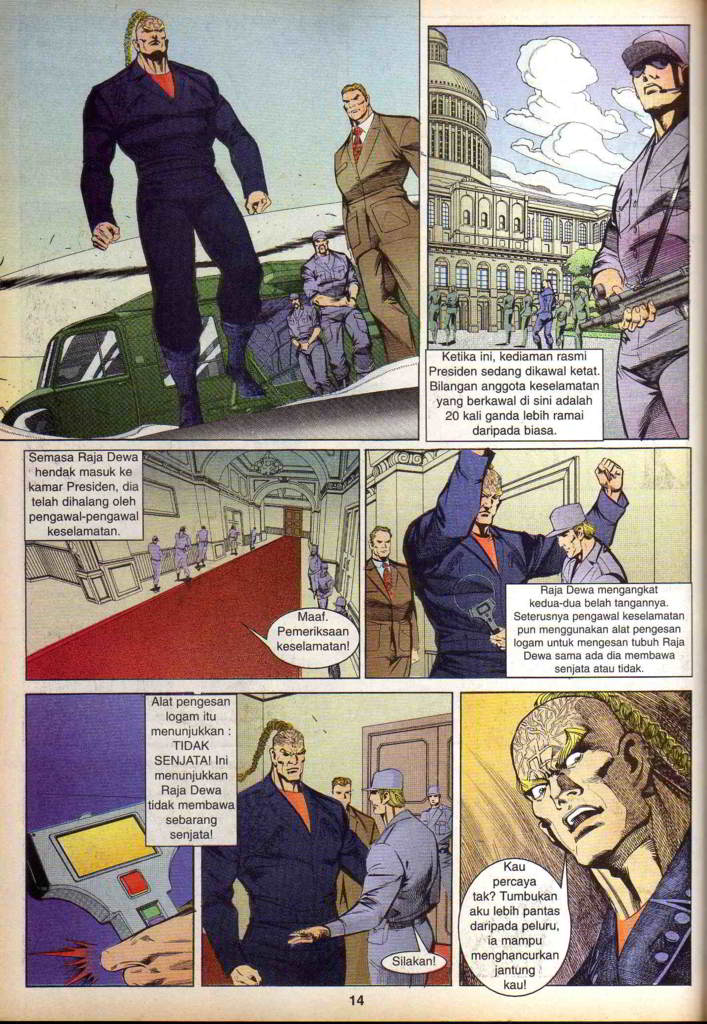 Ketika ini, kediaman rasmi
Presiden sedang dikawal ketat.
Bilangan anggota keselamatan
yang berkawal di sini adalah
20 kali ganda lebih ramai
daripada biasa.
Semasa Raja Dewa
hendak masuk ke
kamar Presiden, dia
telah dihalang oleh
pengawal-pengawal
keselamatan.
Maaf.
Pemeriksaan
keselamatan!
Raja Dewa mengangkat
kedua-dua belah tangannya.
Seterusnya pengawal keselamatan
pun menggunakan alat pengesan
logam untuk mengesan tubuh Raja
Dewa sama ada dia membawa
senjata atau tidak.
Alat pengesan
logam itu
menunjukkan :
TIDAK
SENJATA! Ini
menunjukkan
Raja Dewa
tidak membawa
sebarang
senjata!
Silakan!
Kau
percaya
tak? Tumbukan
aku lebih pantas
daripada peluru,
ia mampu
menghancurkan
jantung
kau!
14